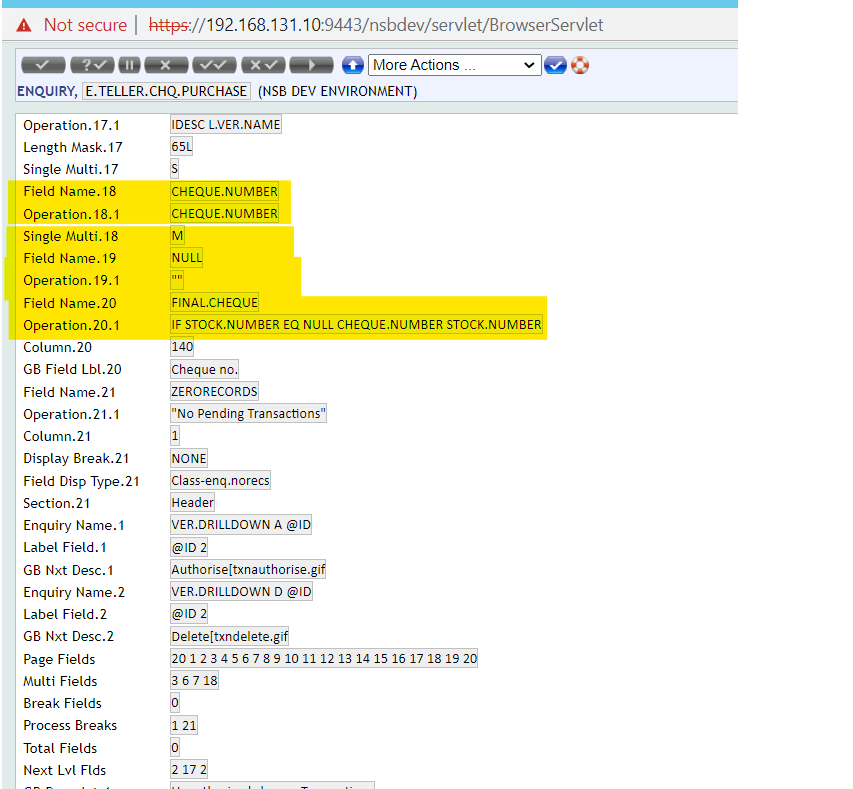 Not secure | https://192.168.131.10:9443/nsbdev/servlet/BrowserServlet
More Actions ...
ENQUIRY, E.TELLER.CHQ.PURCHASE (NSB DEV ENVIRONMENT)
Operation.17.1 IDESC L.VER.NAME
Length Mask.17 65L
Single Multi.17 S
Field Name.18 CHEQUE.NUMBER
Operation.18.1 CHEQUE.NUMBER
Single Multi.18 M
Field Name.19 NULL
Operation.19.1 ""
Field Name.20 FINAL.CHEQUE
Operation.20.1 IF STOCK.NUMBER EQ NULL CHEQUE.NUMBER STOCK.NUMBER
Column.20 140
GB Field Lbl.20 Cheque no.
Field Name.21 ZERORECORDS
Operation.21.1 "No Pending Transactions"
Column.21 1
Display Break.21 NONE
Field Disp Type.21 Class-enq.norecs
Section.21 Header
Enquiry Name.1 VER.DRILLDOWN A @ID
Label Field.1 @ID 2
GB Nxt Desc.1 Authorise[txnauthorise.gif
Enquiry Name.2 VER.DRILLDOWN D @ID
Label Field.2 @ID 2
GB Nxt Desc.2 Delete[txndelete.gif
Page Fields 20 1 2 3 4 5 6 7 8 9 10 11 12 13 14 15 16 17 18 19 20
Multi Fields 3 6 7 18
Break Fields 0
Process Breaks 1 21
Total Fields 0
Next Lvl Flds 2 17 2